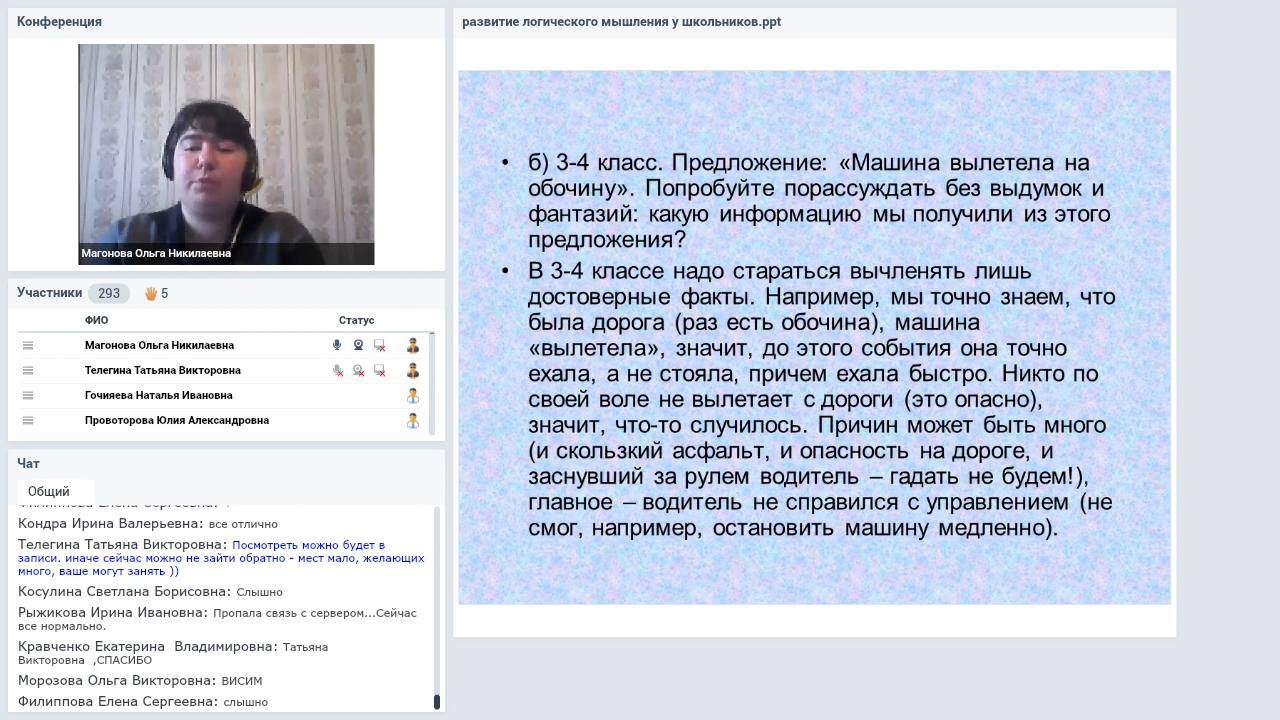 Конференция
Магонова Ольга Никилаевна
Участники 293 5
ФИО Статус
Магонова Ольга Никилаевна
Телегина Татьяна Викторовна
Гочияева Наталья Ивановна
Провоторова Юлия Александровна
Чат
Общий
Кондра Ирина Валерьевна: все отлично
Телегина Татьяна Викторовна: Посмотреть можно будет в
записи. иначе сейчас можно не зайти обратно - мест мало, желающих
много, ваше могут занять ))
Косулина Светлана Борисовна: Слышно
Рыжикова Ирина Ивановна: Пропала связь с сервером...Сейчас
все нормально.
Кравченко Екатерина Владимировна: Татьяна
Викторовна ,СПАСИБО
Морозова Ольга Викторовна: ВИСИМ
Филиппова Елена Сергеевна: слышно
развитие логического мышления у школьников.ppt
• б) 3-4 класс. Предложение: «Машина вылетела на
обочину». Попробуйте порассуждать без выдумок и
фантазий: какую информацию мы получили из этого
предложения?
• В 3-4 классе надо стараться вычленять лишь
достоверные факты. Например, мы точно знаем, что
была дорога (раз есть обочина), машина
«вылетела», значит, до этого события она точно
ехала, а не стояла, причем ехала быстро. Никто по
своей воле не вылетает с дороги (это опасно),
значит, что-то случилось. Причин может быть много
(и скользкий асфальт, и опасность на дороге, и
заснувший за рулем водитель – гадать не будем!),
главное – водитель не справился с управлением (не
смог, например, остановить машину медленно).